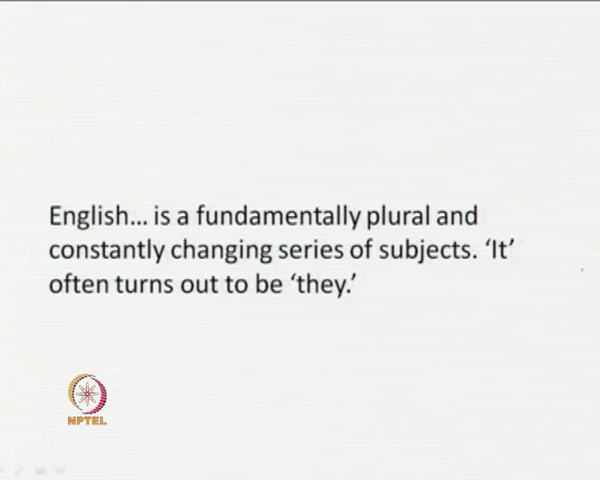 English... is a fundamentally plural and
constantly changing series of subjects. ‘It’
often turns out to be ‘they.’
NPTEL